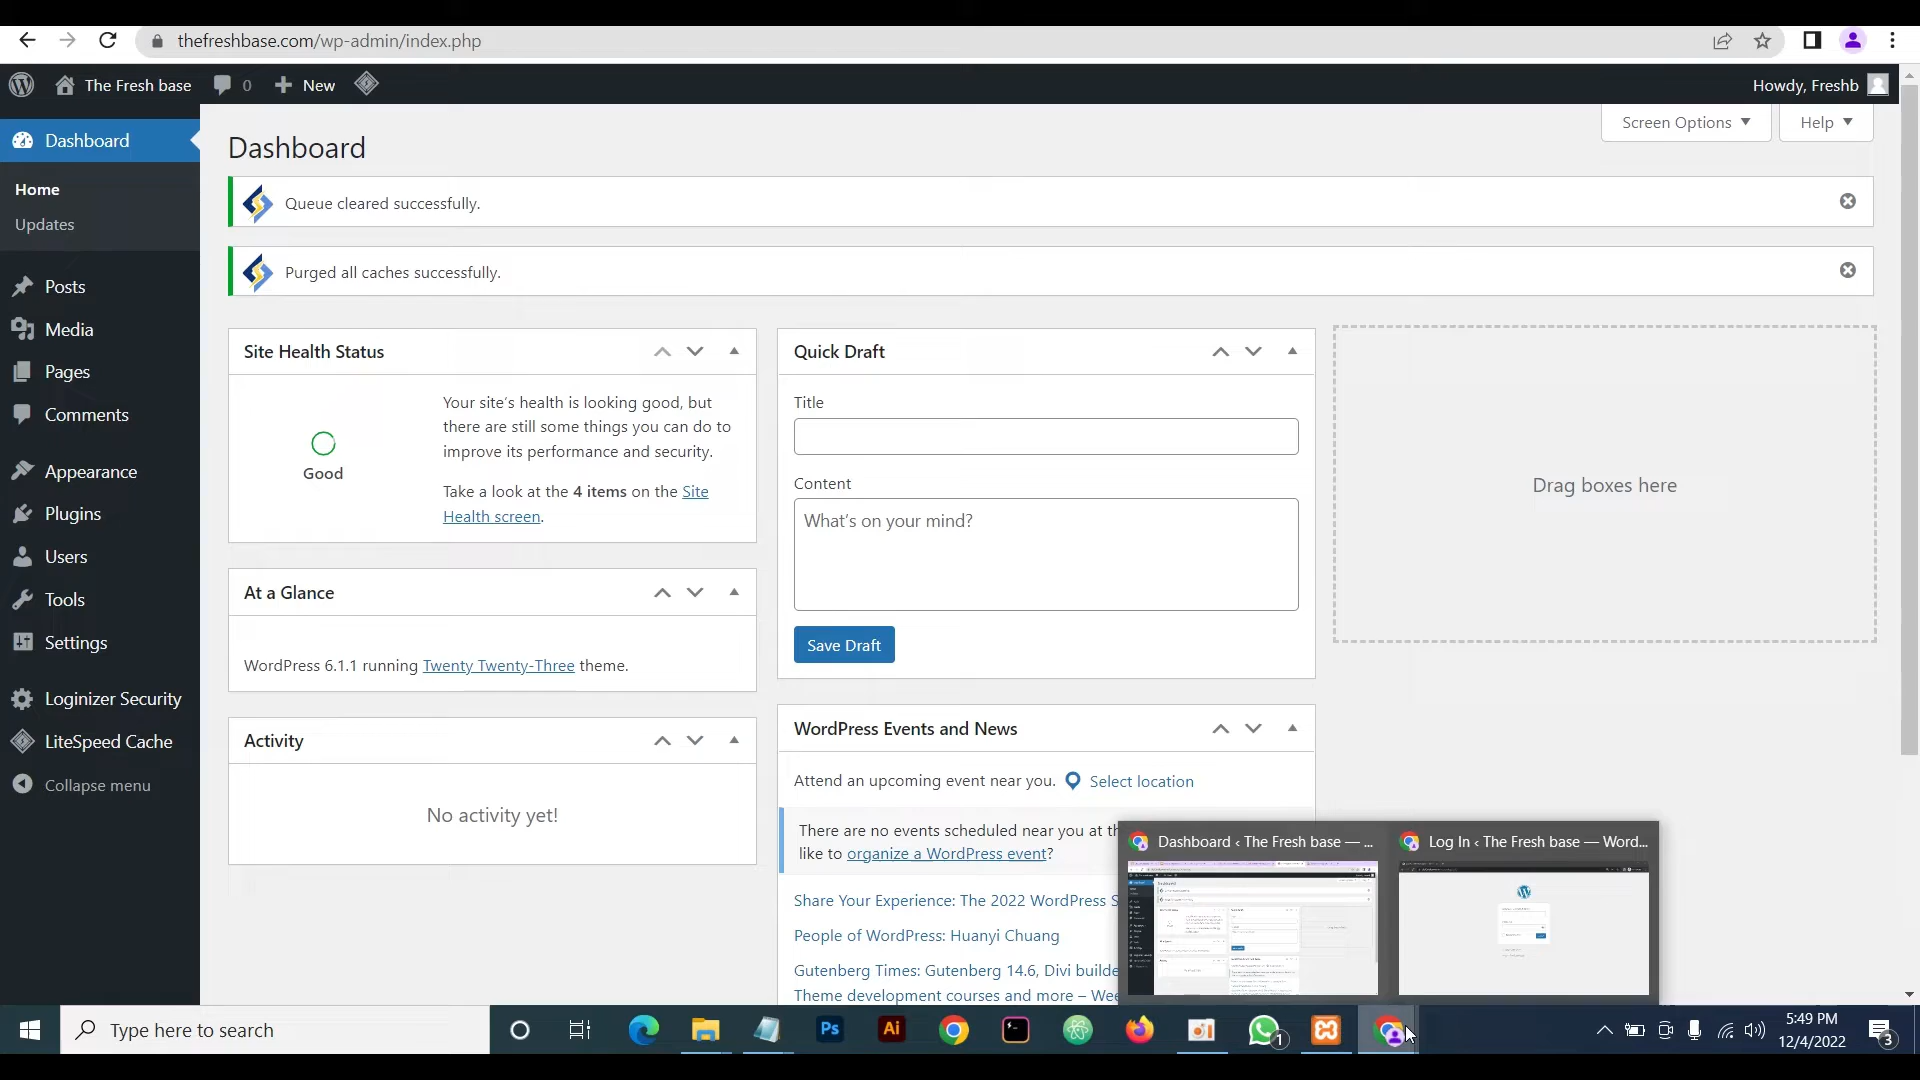 thefreshbase.com/wp-admin/index.php
The Fresh base
0
New
Howdy, Freshb
Dashboard
Home
Updates
Posts
Media
Pages
Comments
Appearance
Plugins
Users
Tools
Settings
Loginizer Security
LiteSpeed Cache
Collapse menu
Screen Options
Help
Dashboard
Queue cleared successfully.
Purged all caches successfully.
Site Health Status
Good
Your site’s health is looking good, but
there are still some things you can do to
improve its performance and security.
Take a look at the 4 items on the Site
Health screen.
At a Glance
WordPress 6.1.1 running Twenty Twenty-Three theme.
Activity
No activity yet!
Quick Draft
Title
Content
What’s on your mind?
Save Draft
WordPress Events and News
Attend an upcoming event near you.
Select location
There are no events scheduled near you at
like to organize a WordPress event?
Share Your Experience: The 2022 WordPress
People of WordPress: Huanyi Chuang
Gutenberg Times: Gutenberg 14.6, Divi
Theme development courses and more –
Drag boxes here
Dashboard ‹ The Fresh base — ...
Log In ‹ The Fresh base — Word...
Type here to search
Ps
Ai
1
5:49 PM
12/4/2022
3